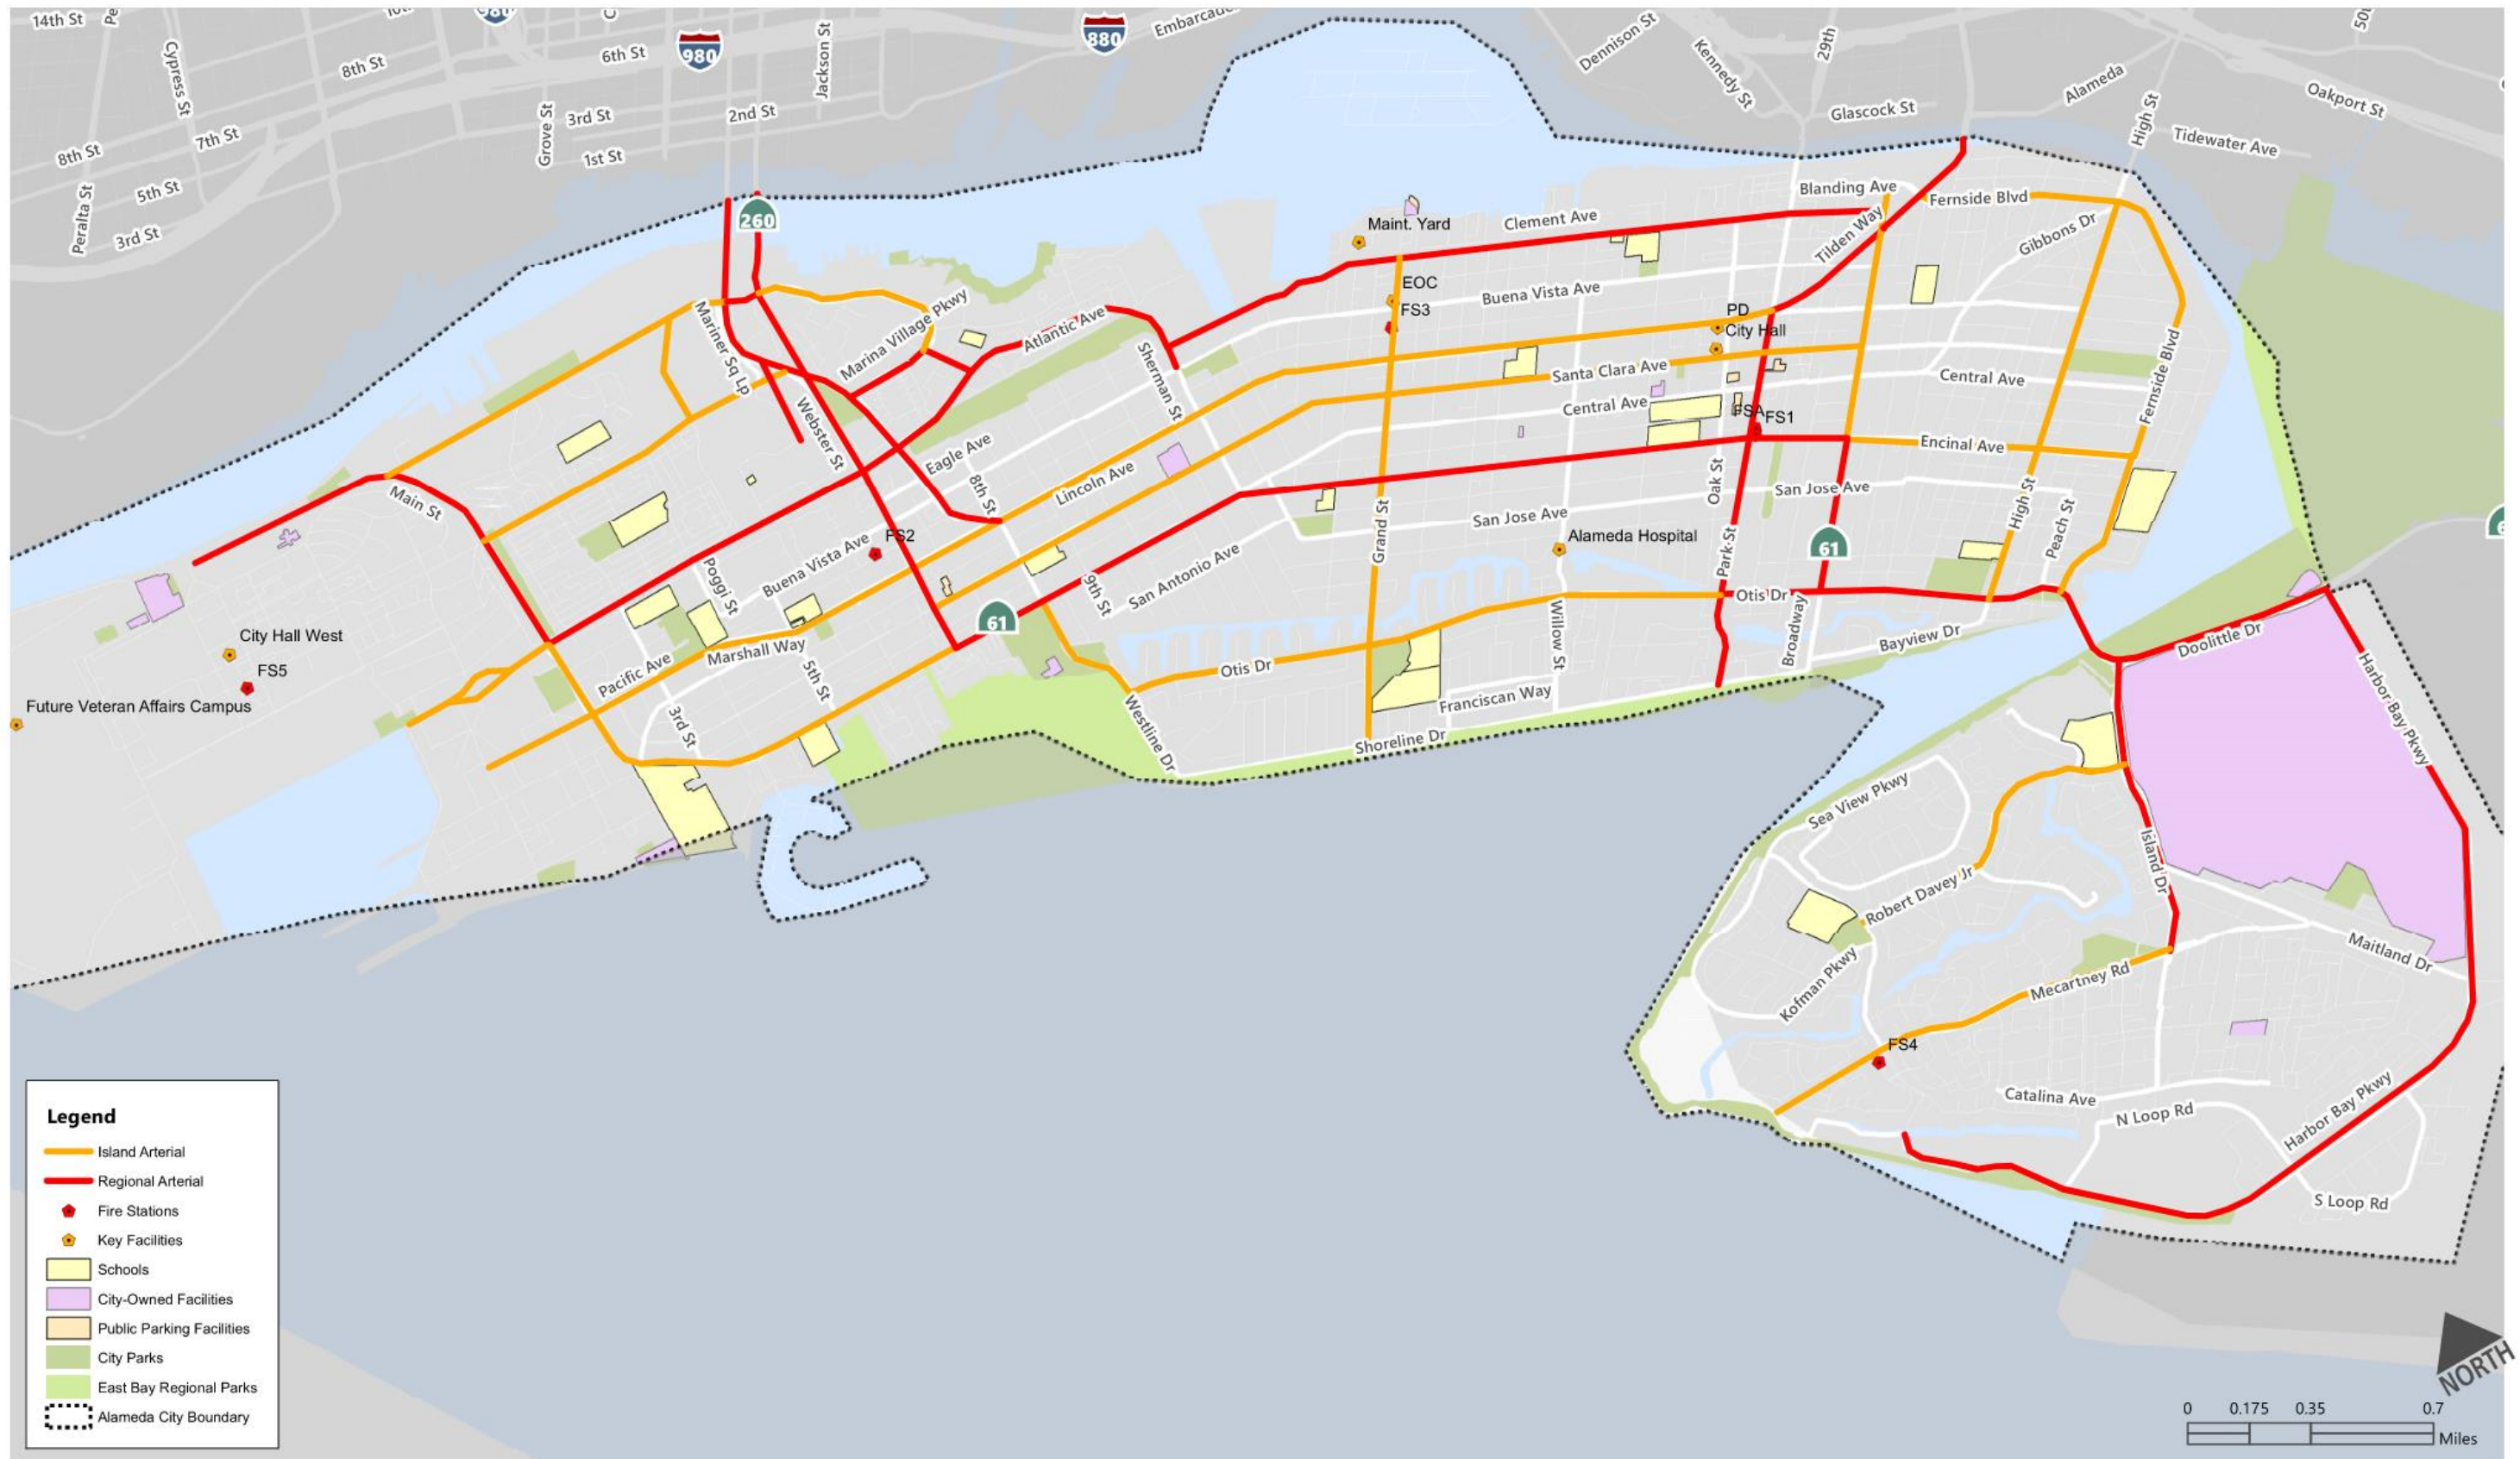 14th St
Cypress St
8th St
6th St
980
Jackson St
880
Dennison St
Kennedy St
29th
Alameda
Oakport St
High St
Tidewater Ave
Glascock St
Grove St
3rd St
2nd St
1st St
7th St
8th St
5th St
3rd St
Peralta St
260
Blanding Ave
Fernside Blvd
Gibbons Dr
Maint. Yard
Clement Ave
Tilden Way
EOC
FS3
Buena Vista Ave
PD
City Hall
Mariner Sq Lp
Marina Village Pkwy
Atlantic Ave
Sherman St
Santa Clara Ave
Central Ave
Central Ave
Fernside Blvd
FSA
FS1
Webster St
Eagle Ave
8th St
Lincoln Ave
Encinal Ave
Main St
Oak St
San Jose Ave
San Jose Ave
High St
Peach St
Grand St
Alameda Hospital
FS2
Buena Vista Ave
Poggi St
San Antonio Ave
9th St
61
61
Park St
Otis Dr
Broadway
Bayview Dr
Willow St
City Hall West
FS5
Future Veteran Affairs Campus
Pacific Ave
Marshall Way
5th St
3rd St
Otis Dr
Westline Dr
Franciscan Way
Shoreline Dr
Doolittle Dr
Harbor Bay Pkwy
Sea View Pkwy
Island Dr
Robert Davey Jr
Maitland Dr
Kofman Pkwy
Mecartney Rd
FS4
Catalina Ave
N Loop Rd
Harbor Bay Pkwy
S Loop Rd
Legend
Island Arterial
Regional Arterial
Fire Stations
Key Facilities
Schools
City-Owned Facilities
Public Parking Facilities
City Parks
East Bay Regional Parks
Alameda City Boundary
NORTH
0 0.175 0.35 0.7
Miles